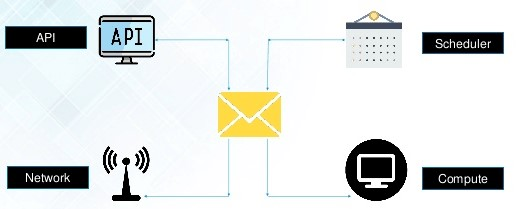 API
API
Scheduler
Network
Compute